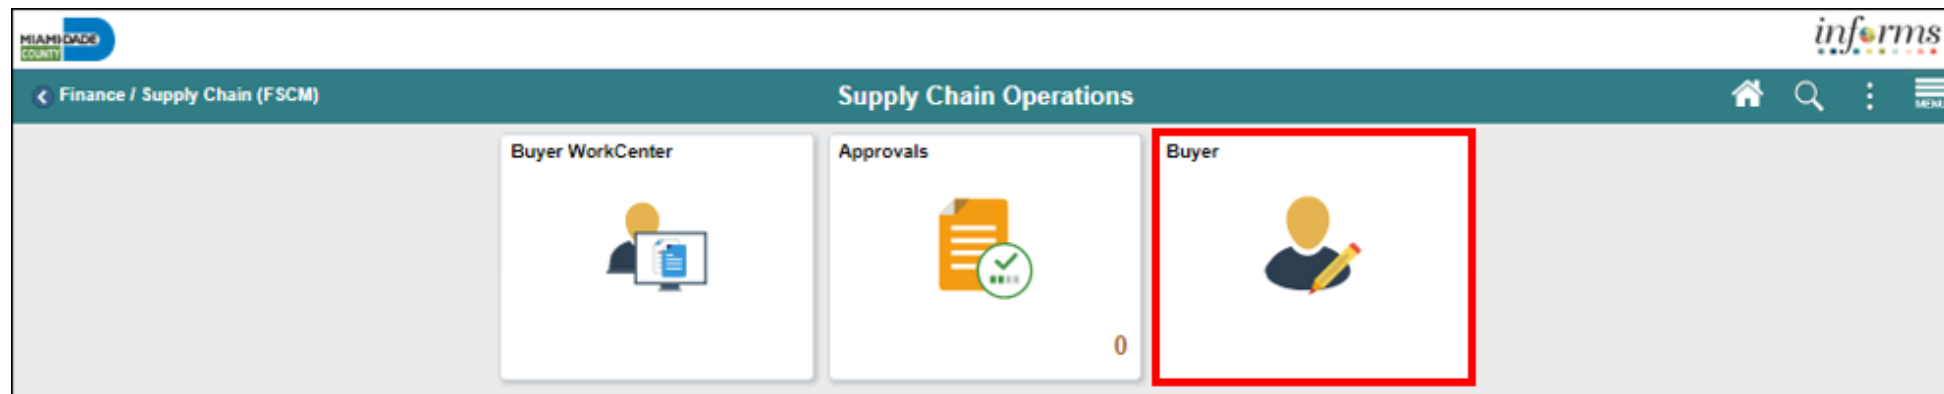 MIAMI-DADE
COUNTY
informs
Finance / Supply Chain (FSCM)
Supply Chain Operations
MENU
Buyer WorkCenter
Approvals
Buyer
0